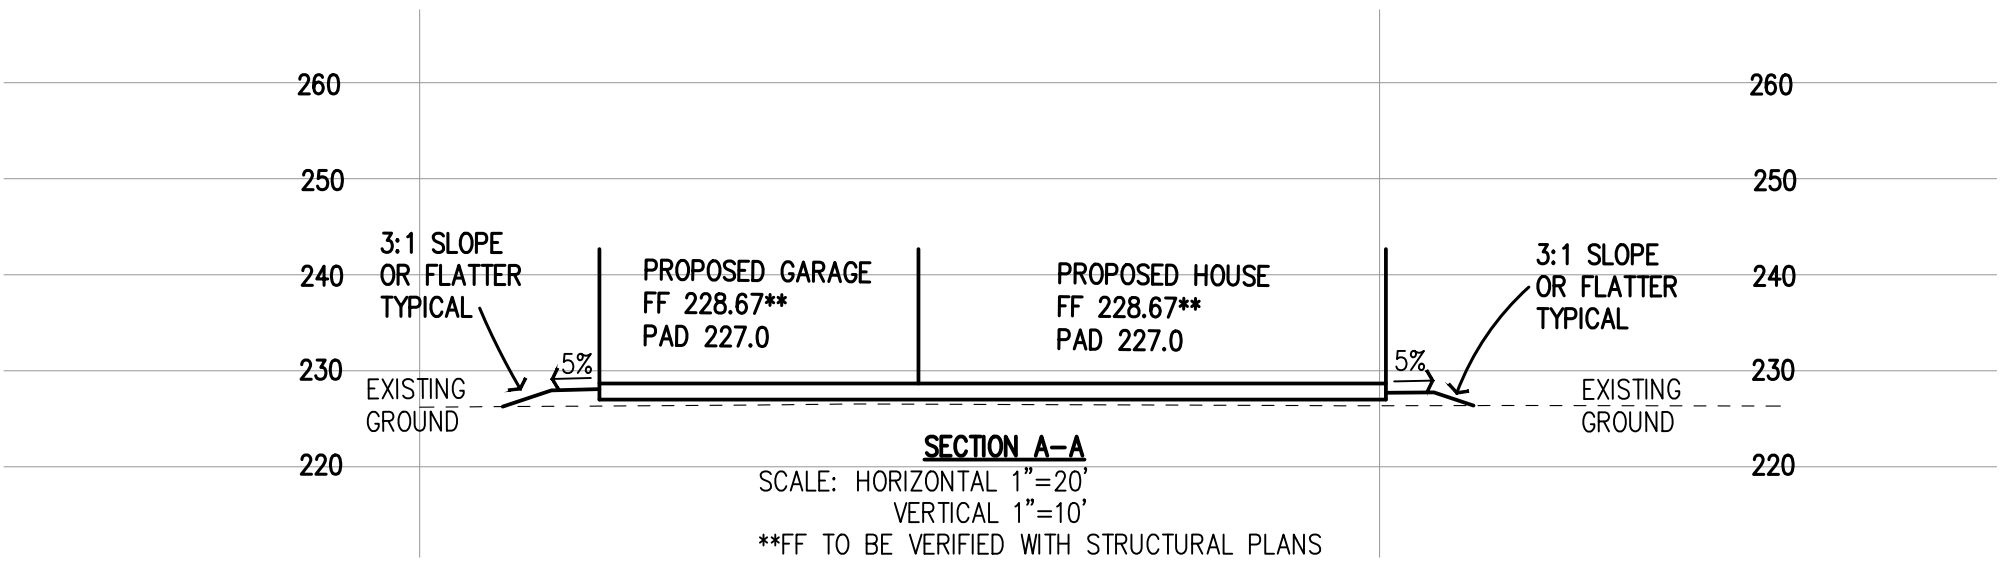 260
260
250
250
3:1 SLOPE
OR FLATTER
TYPICAL
240
PROPOSED GARAGE
FF 228.67**
PAD 227.0
PROPOSED HOUSE
FF 228.67**
PAD 227.0
3:1 SLOPE
OR FLATTER
TYPICAL
240
5%
5%
230
230
EXISTING
GROUND
EXISTING
GROUND
220
220
SECTION A-A
SCALE: HORIZONTAL 1"=20'
VERTICAL 1"=10'
**FF TO BE VERIFIED WITH STRUCTURAL PLANS